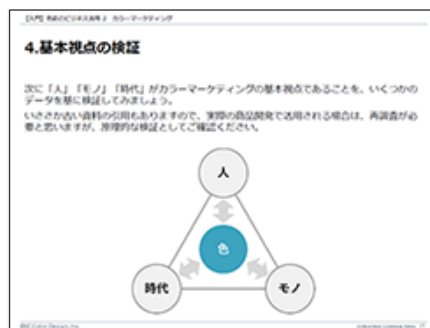 【入門】色彩のビジネス活用2 カラーマーケティング
4.基本視点の検証
次に「人」「モノ」「時代」がカラーマーケティングの基本視点であることを、いくつかの
データを基に検証してみましょう。
いささか古い資料の引用もありますので、実際の商品開発で活用される場合は、再調査が必
要と思いますが、原理的な検証としてご確認ください。
人
色
時代
モノ